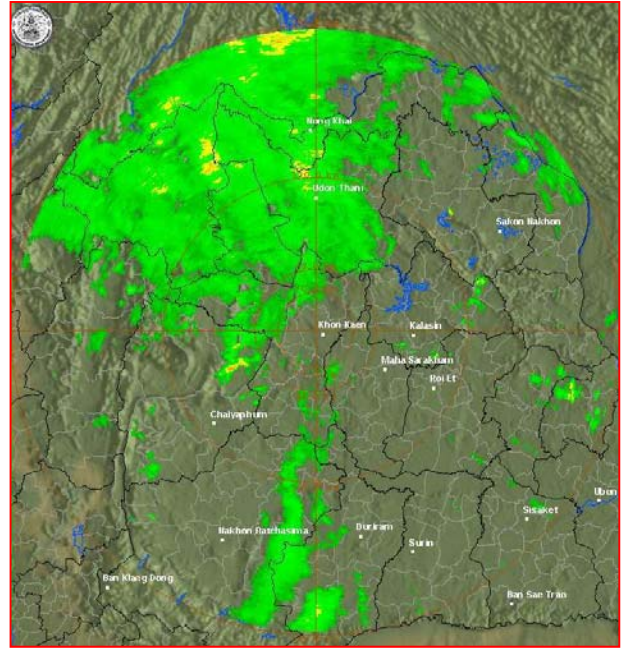 Nong Khai
Udon Thani
Sakon Nakhon
Khon Kaen
Kalasin
Maha Sarakham
Roi Et
Chaiyaphum
Ubon
Sisaket
Nakhon Ratchasima
Buriram
Surin
Ban Klang Dong
Ban Sae Tran